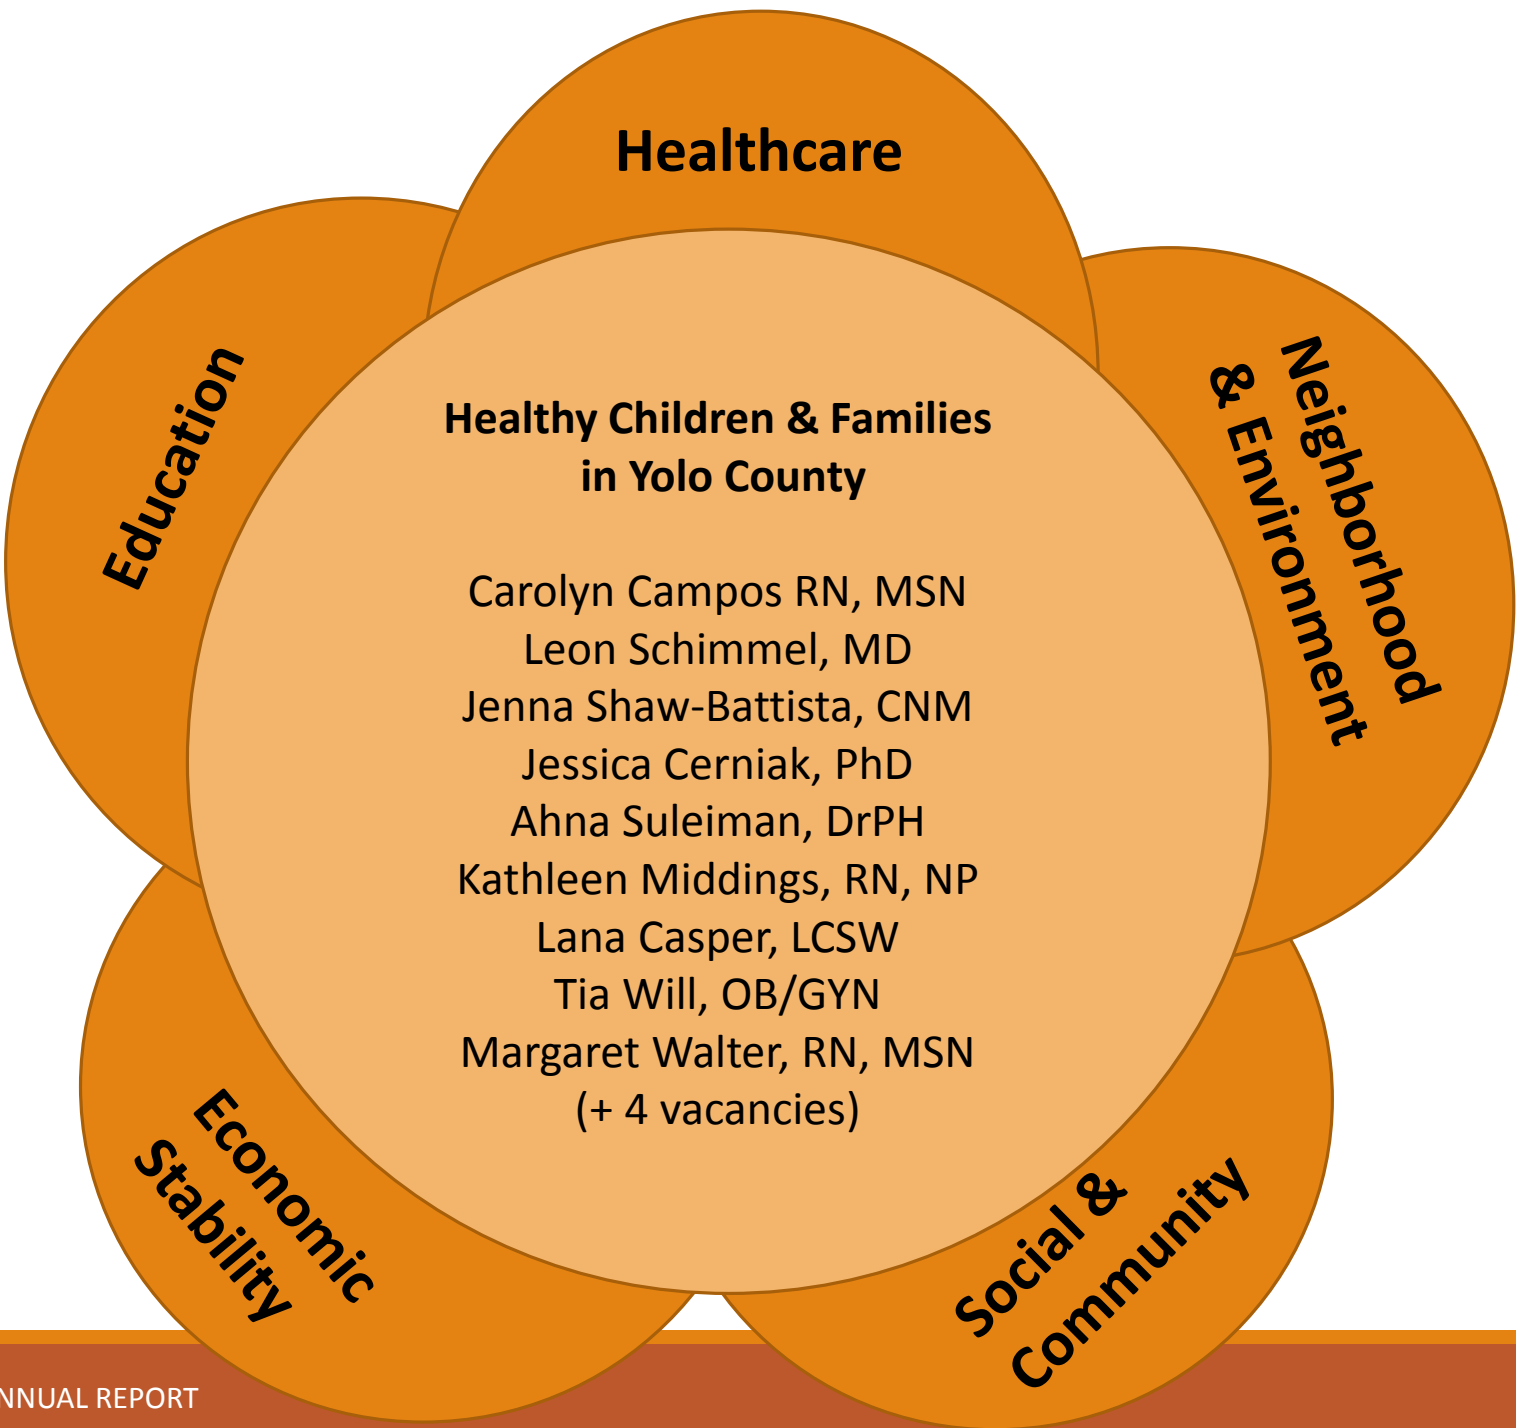 Healthcare
Education
Neighborhood
& Environment
Healthy Children & Families
in Yolo County
Carolyn Campos RN, MSN
Leon Schimmel, MD
Jenna Shaw-Battista, CNM
Jessica Cerniak, PhD
Ahna Suleiman, DrPH
Kathleen Middings, RN, NP
Lana Casper, LCSW
Tia Will, OB/GYN
Margaret Walter, RN, MSN
(+ 4 vacancies)
Economic
Stability
Social &
Community
NNUAL REPORT